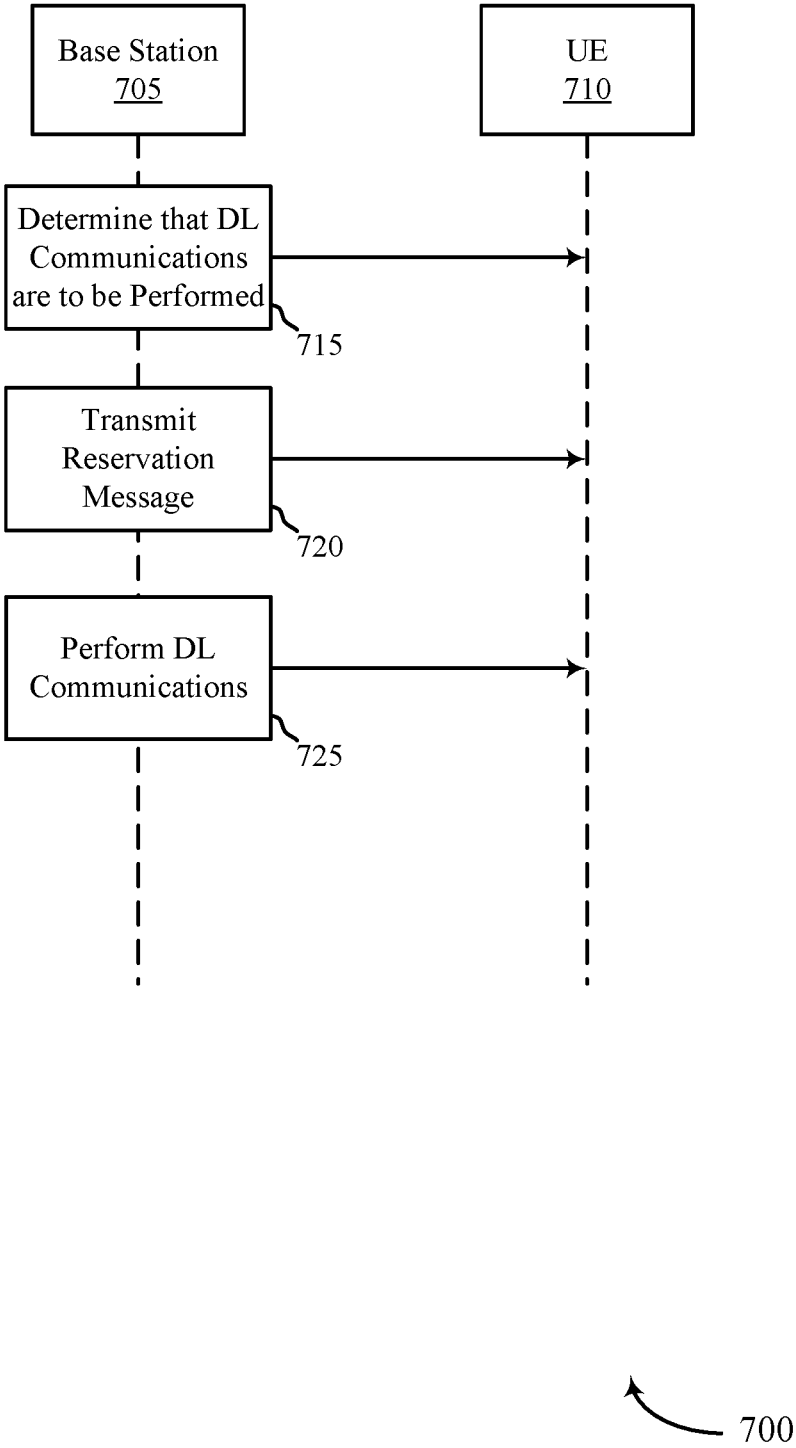 Base Station
705
UE
710
Determine that DL
Communications
are to be Performed
715
Transmit
Reservation
Message
720
Perform DL
Communications
725
700